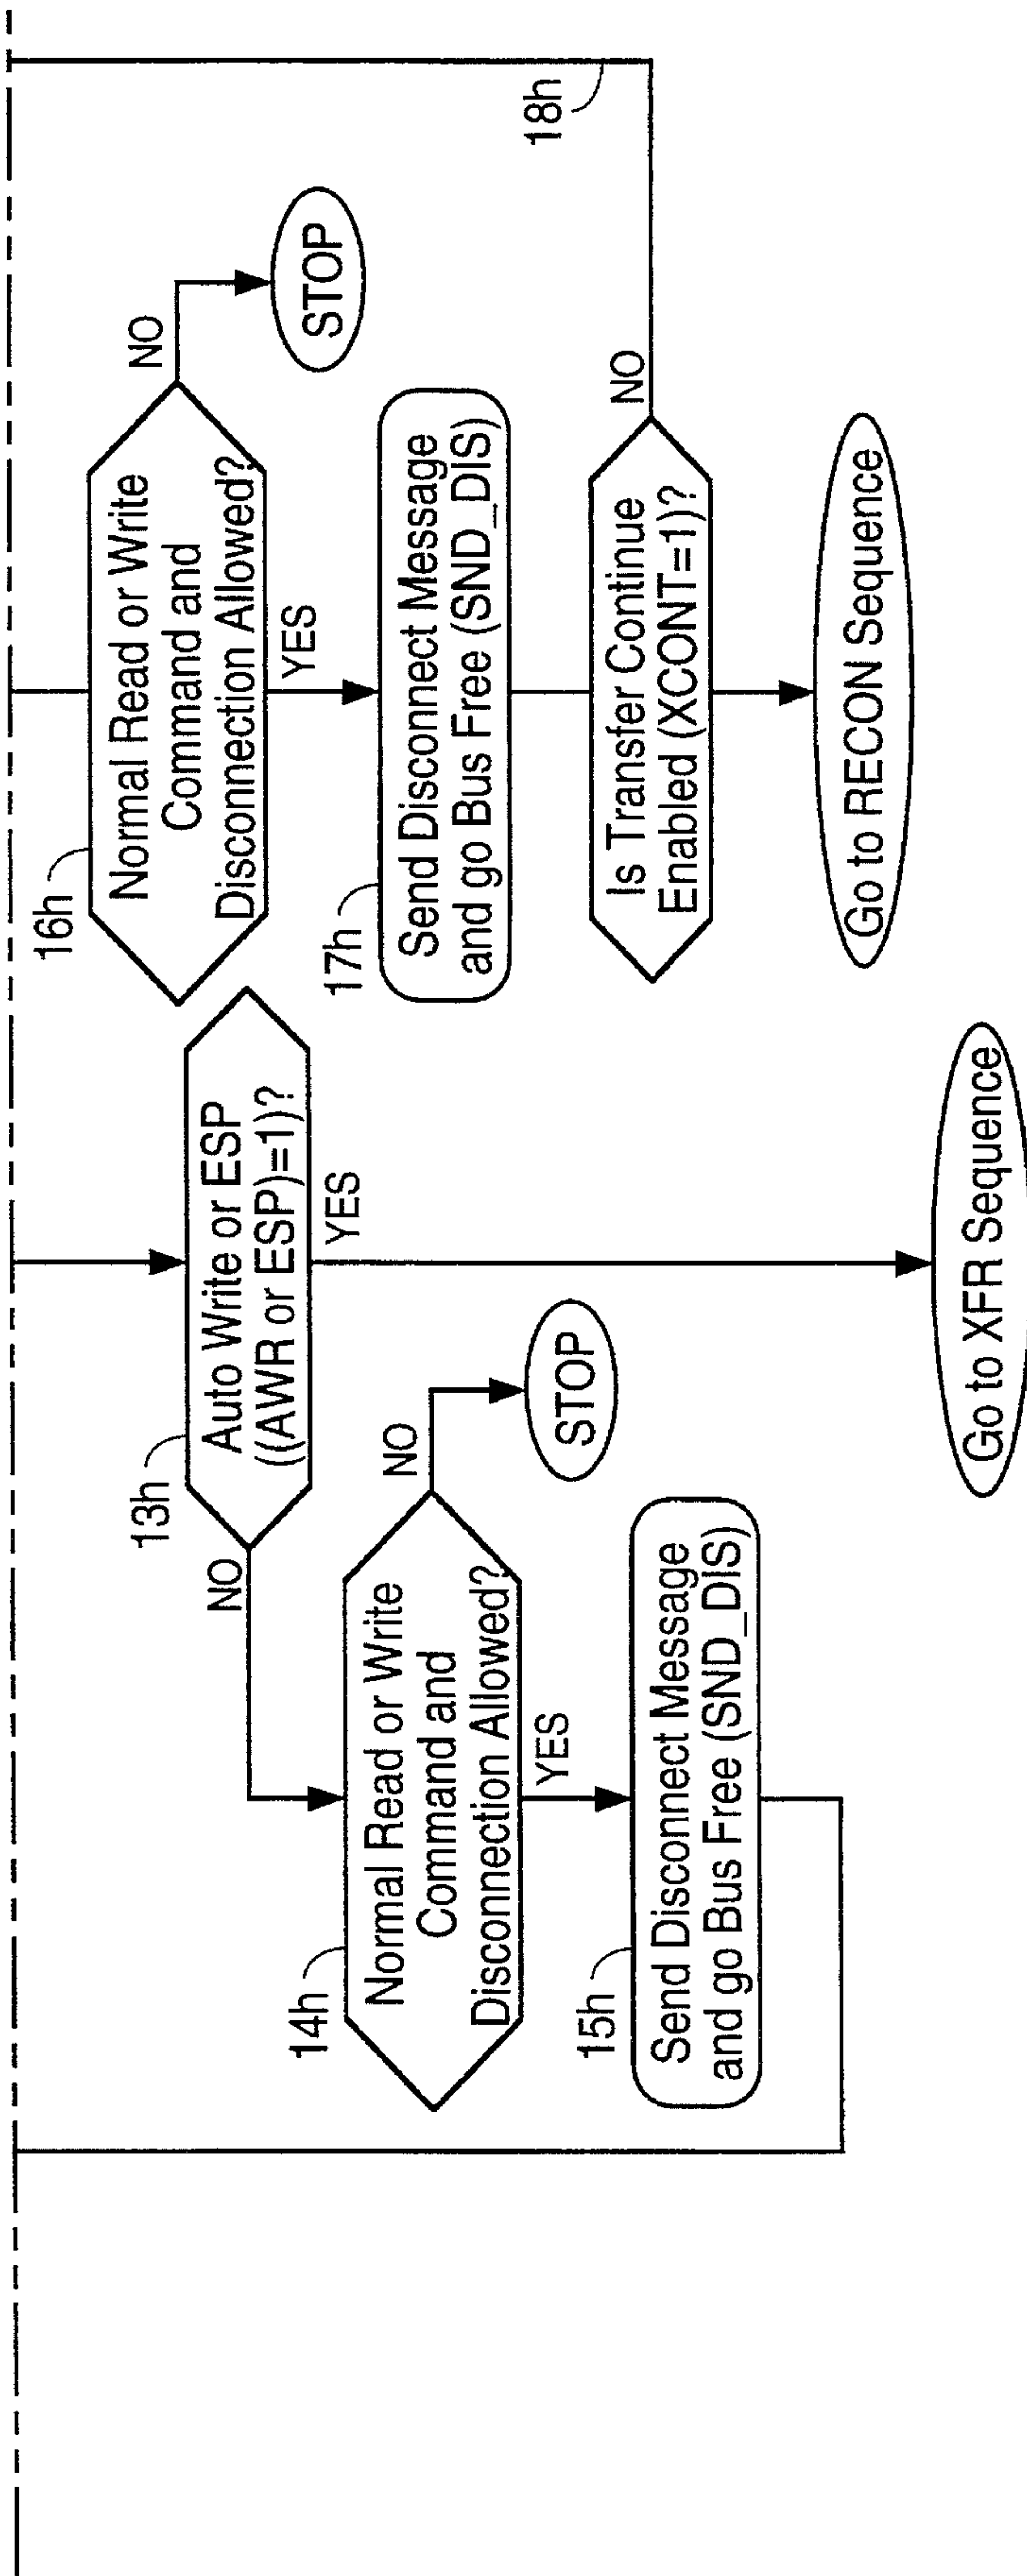 13h
Auto Write or ESP
((AWR or ESP)=1)?
NO
YES
14h
Normal Read or Write
Command and
Disconnection Allowed?
NO
STOP
YES
15h
Send Disconnect Message
and go Bus Free (SND_DIS)
Go to XFR Sequence
16h
Normal Read or Write
Command and
Disconnection Allowed?
NO
STOP
YES
17h
Send Disconnect Message
and go Bus Free (SND_DIS)
Is Transfer Continue
Enabled (XCONT=1)?
NO
18h
Go to RECON Sequence